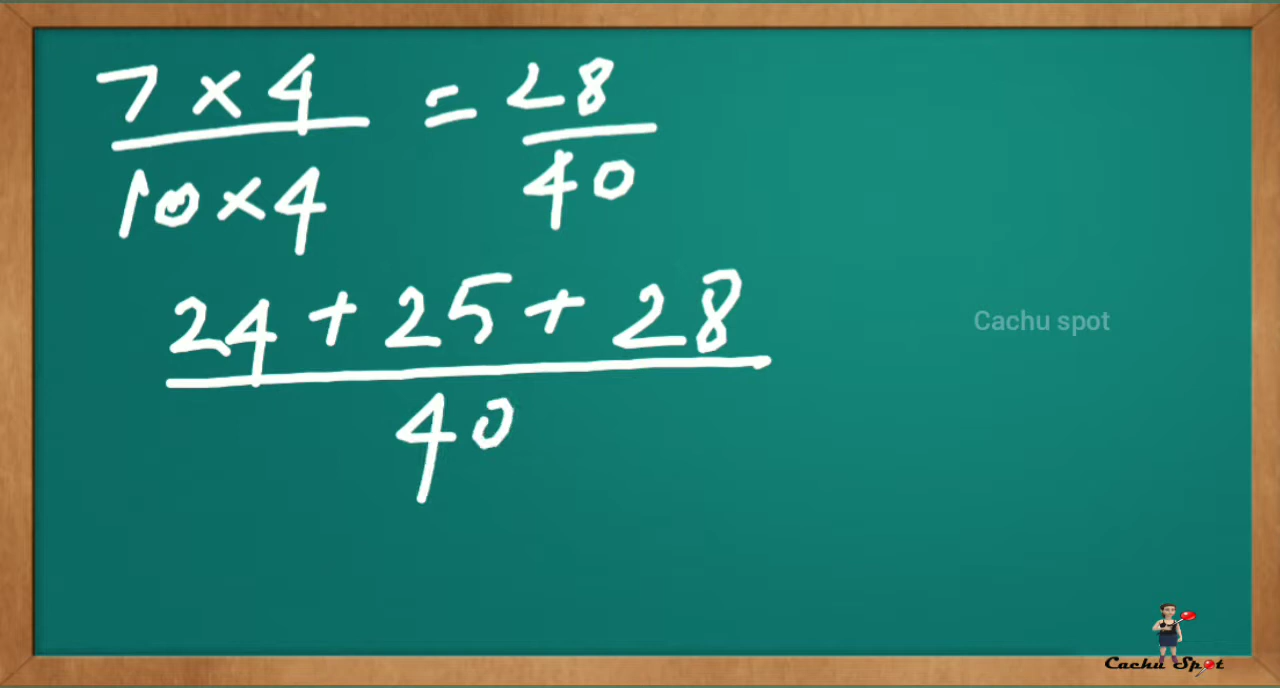 7 × 4 = 28
10 × 4 40
24 + 25 + 28
40
Cachu spot
Cachu Spot